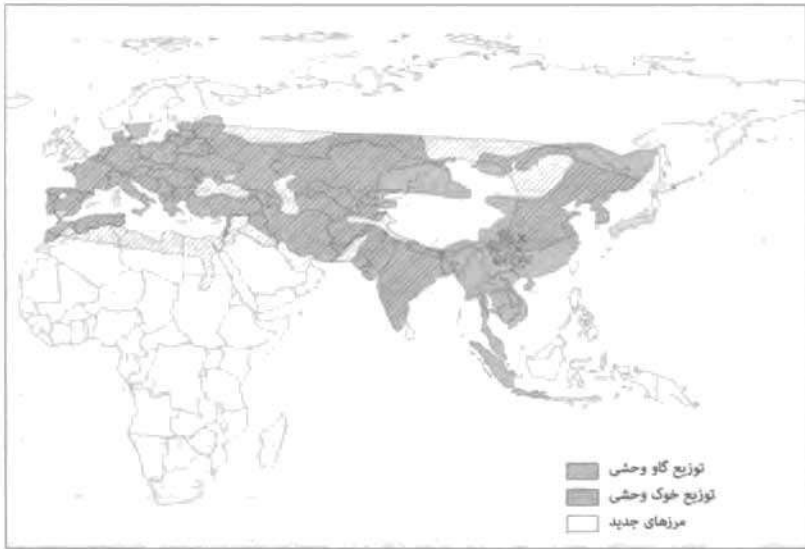 توزیع گاو وحشی
توزیع خوک وحشی
مرزهای جدید